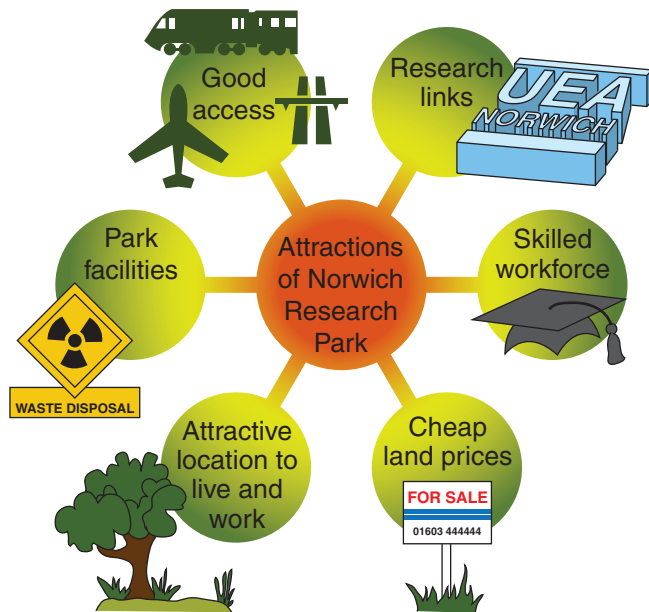 Good
access
Research
links
UEA
NORWICH
Park
facilities
WASTE DISPOSAL
Attractions
of Norwich
Research
Park
Skilled
workforce
Attractive
location to
live and
work
Cheap
land prices
FOR SALE
01603 444444